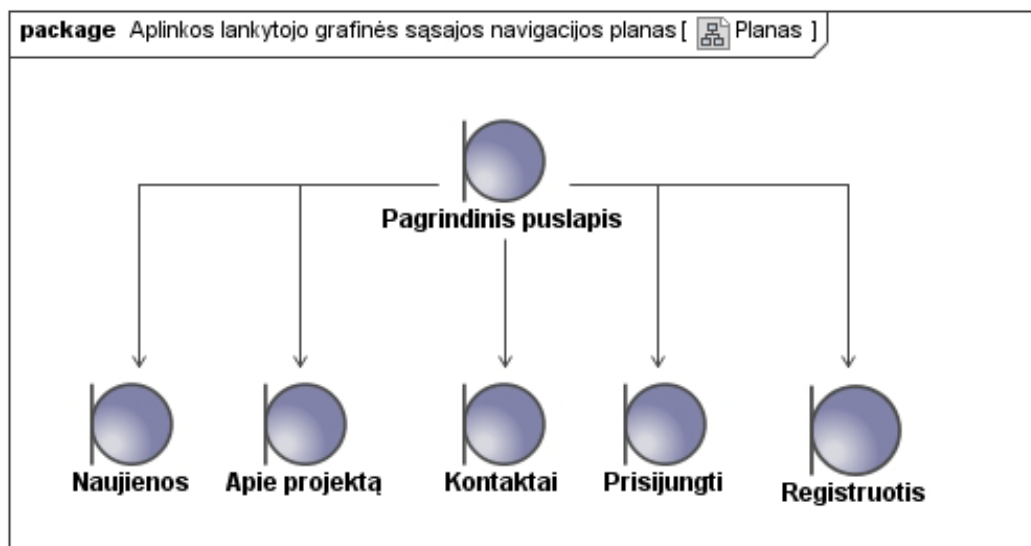 package Aplinkos lankytojo grafinės sąsajos navigacijos planas [ Planas ]
Pagrindinis puslapis
Naujienos
Apie projektą
Kontaktai
Prisijungti
Registruotis